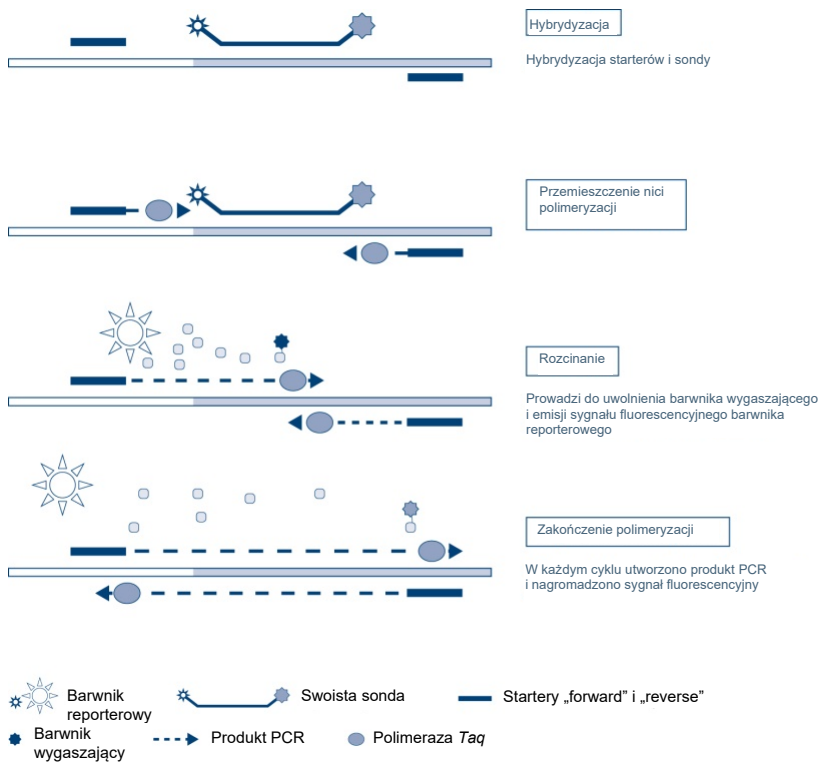 Hybrydyzacja
Hybrydyzacja starterów i sondy
Przemieszczenie nici
polimeryzacji
Rozcinanie
Prowadzi do uwolnienia barwnika wygaszającego
i emisji sygnału fluorescencyjnego barwnika
reporterowego
Zakończenie polimeryzacji
W każdym cyklu utworzono produkt PCR
i nagromadzono sygnał fluorescencyjny
Barwnik
reporterowy
Swoista sonda
Startery „forward” i „reverse”
Barwnik
wygaszający
Produkt PCR
Polimeraza Taq